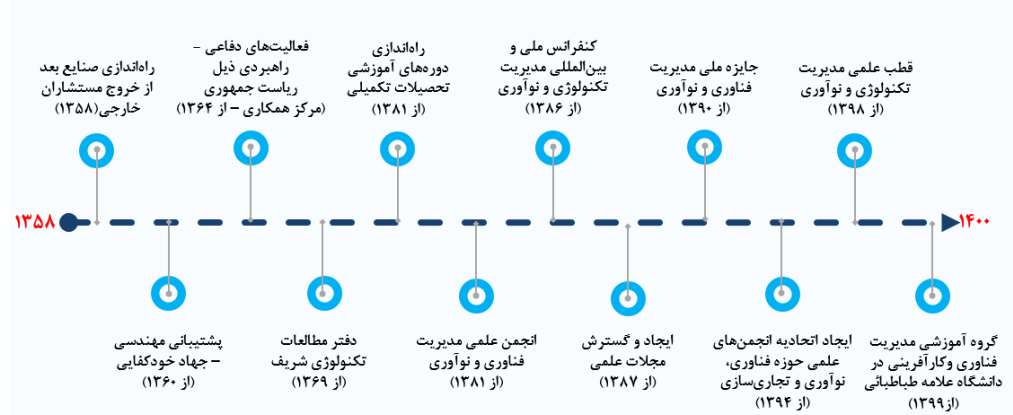 راه‌اندازی صنایع بعد
از خروج مستشاران
خارجی(۱۳۵۸)
فعالیت‌های دفاعی –
راهبردی ذیل
ریاست جمهوری
(مرکز همکاری – از ۱۳۶۴)
راه‌اندازی
دوره‌های آموزشی
تحصیلات تکمیلی
(از ۱۳۸۱)
کنفرانس ملی و
بین‌المللی مدیریت
تکنولوژی و نوآوری
(از ۱۳۸۶)
جایزه ملی مدیریت
فناوری و نوآوری
(از ۱۳۹۰)
قطب علمی مدیریت
تکنولوژی و نوآوری
(از ۱۳۹۸)
۱۳۵۸
۱۴۰۰
پشتیبانی مهندسی
– جهاد خودکفایی
(از ۱۳۶۰)
دفتر مطالعات
تکنولوژی شریف
(از ۱۳۶۹)
انجمن علمی مدیریت
فناوری و نوآوری
(از ۱۳۸۱)
ایجاد و گسترش
مجلات علمی
(از ۱۳۸۷)
ایجاد اتحادیه انجمن‌های
علمی حوزه فناوری،
نوآوری و تجاری‌سازی
(از ۱۳۹۴)
گروه آموزشی مدیریت
فناوری وکارآفرینی در
دانشگاه علامه طباطبائی
(از۱۳۹۹)